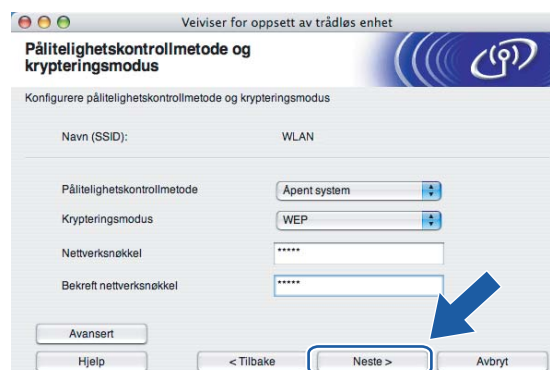 Veiviser for oppsett av trådløs enhet
Pålitelighetskontrollmetode og
krypteringsmodus
Konfigurere pålitelighetskontrollmetode og krypteringsmodus
Navn (SSID): WLAN
Pålitelighetskontrollmetode Apent system
Krypteringsmodus WEP
Nettverksnøkkel *****
Bekreft nettverksnøkkel *****
Avansert
Hjelp < Tilbake Neste > Avbryt